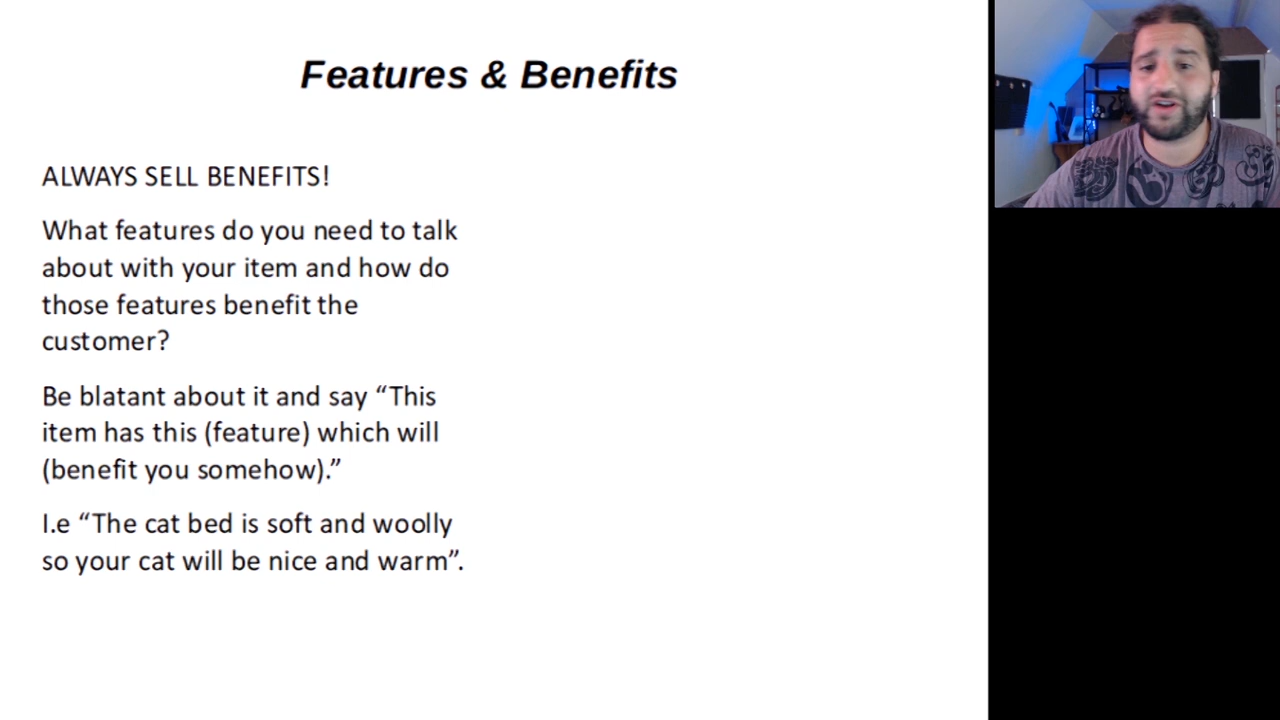 Features & Benefits
ALWAYS SELL BENEFITS!
What features do you need to talk
about with your item and how do
those features benefit the
customer?
Be blatant about it and say “This
item has this (feature) which will
(benefit you somehow).”
I.e “The cat bed is soft and woolly
so your cat will be nice and warm”.